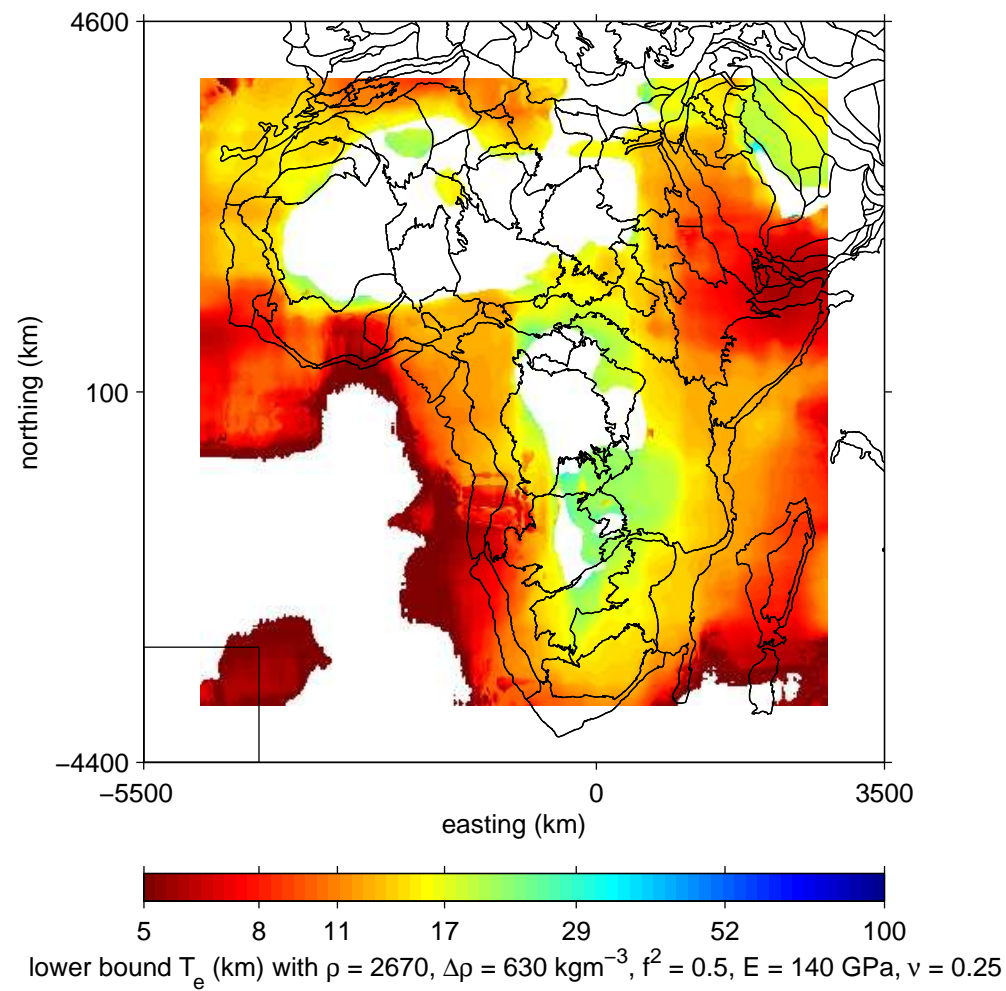 4600
northing (km)
100
−4400
−5500 0 3500
easting (km)
5 8 11 17 29 52 100
lower bound Te (km) with ρ = 2670, Δρ = 630 kgm−3, f2 = 0.5, E = 140 GPa, ν = 0.25